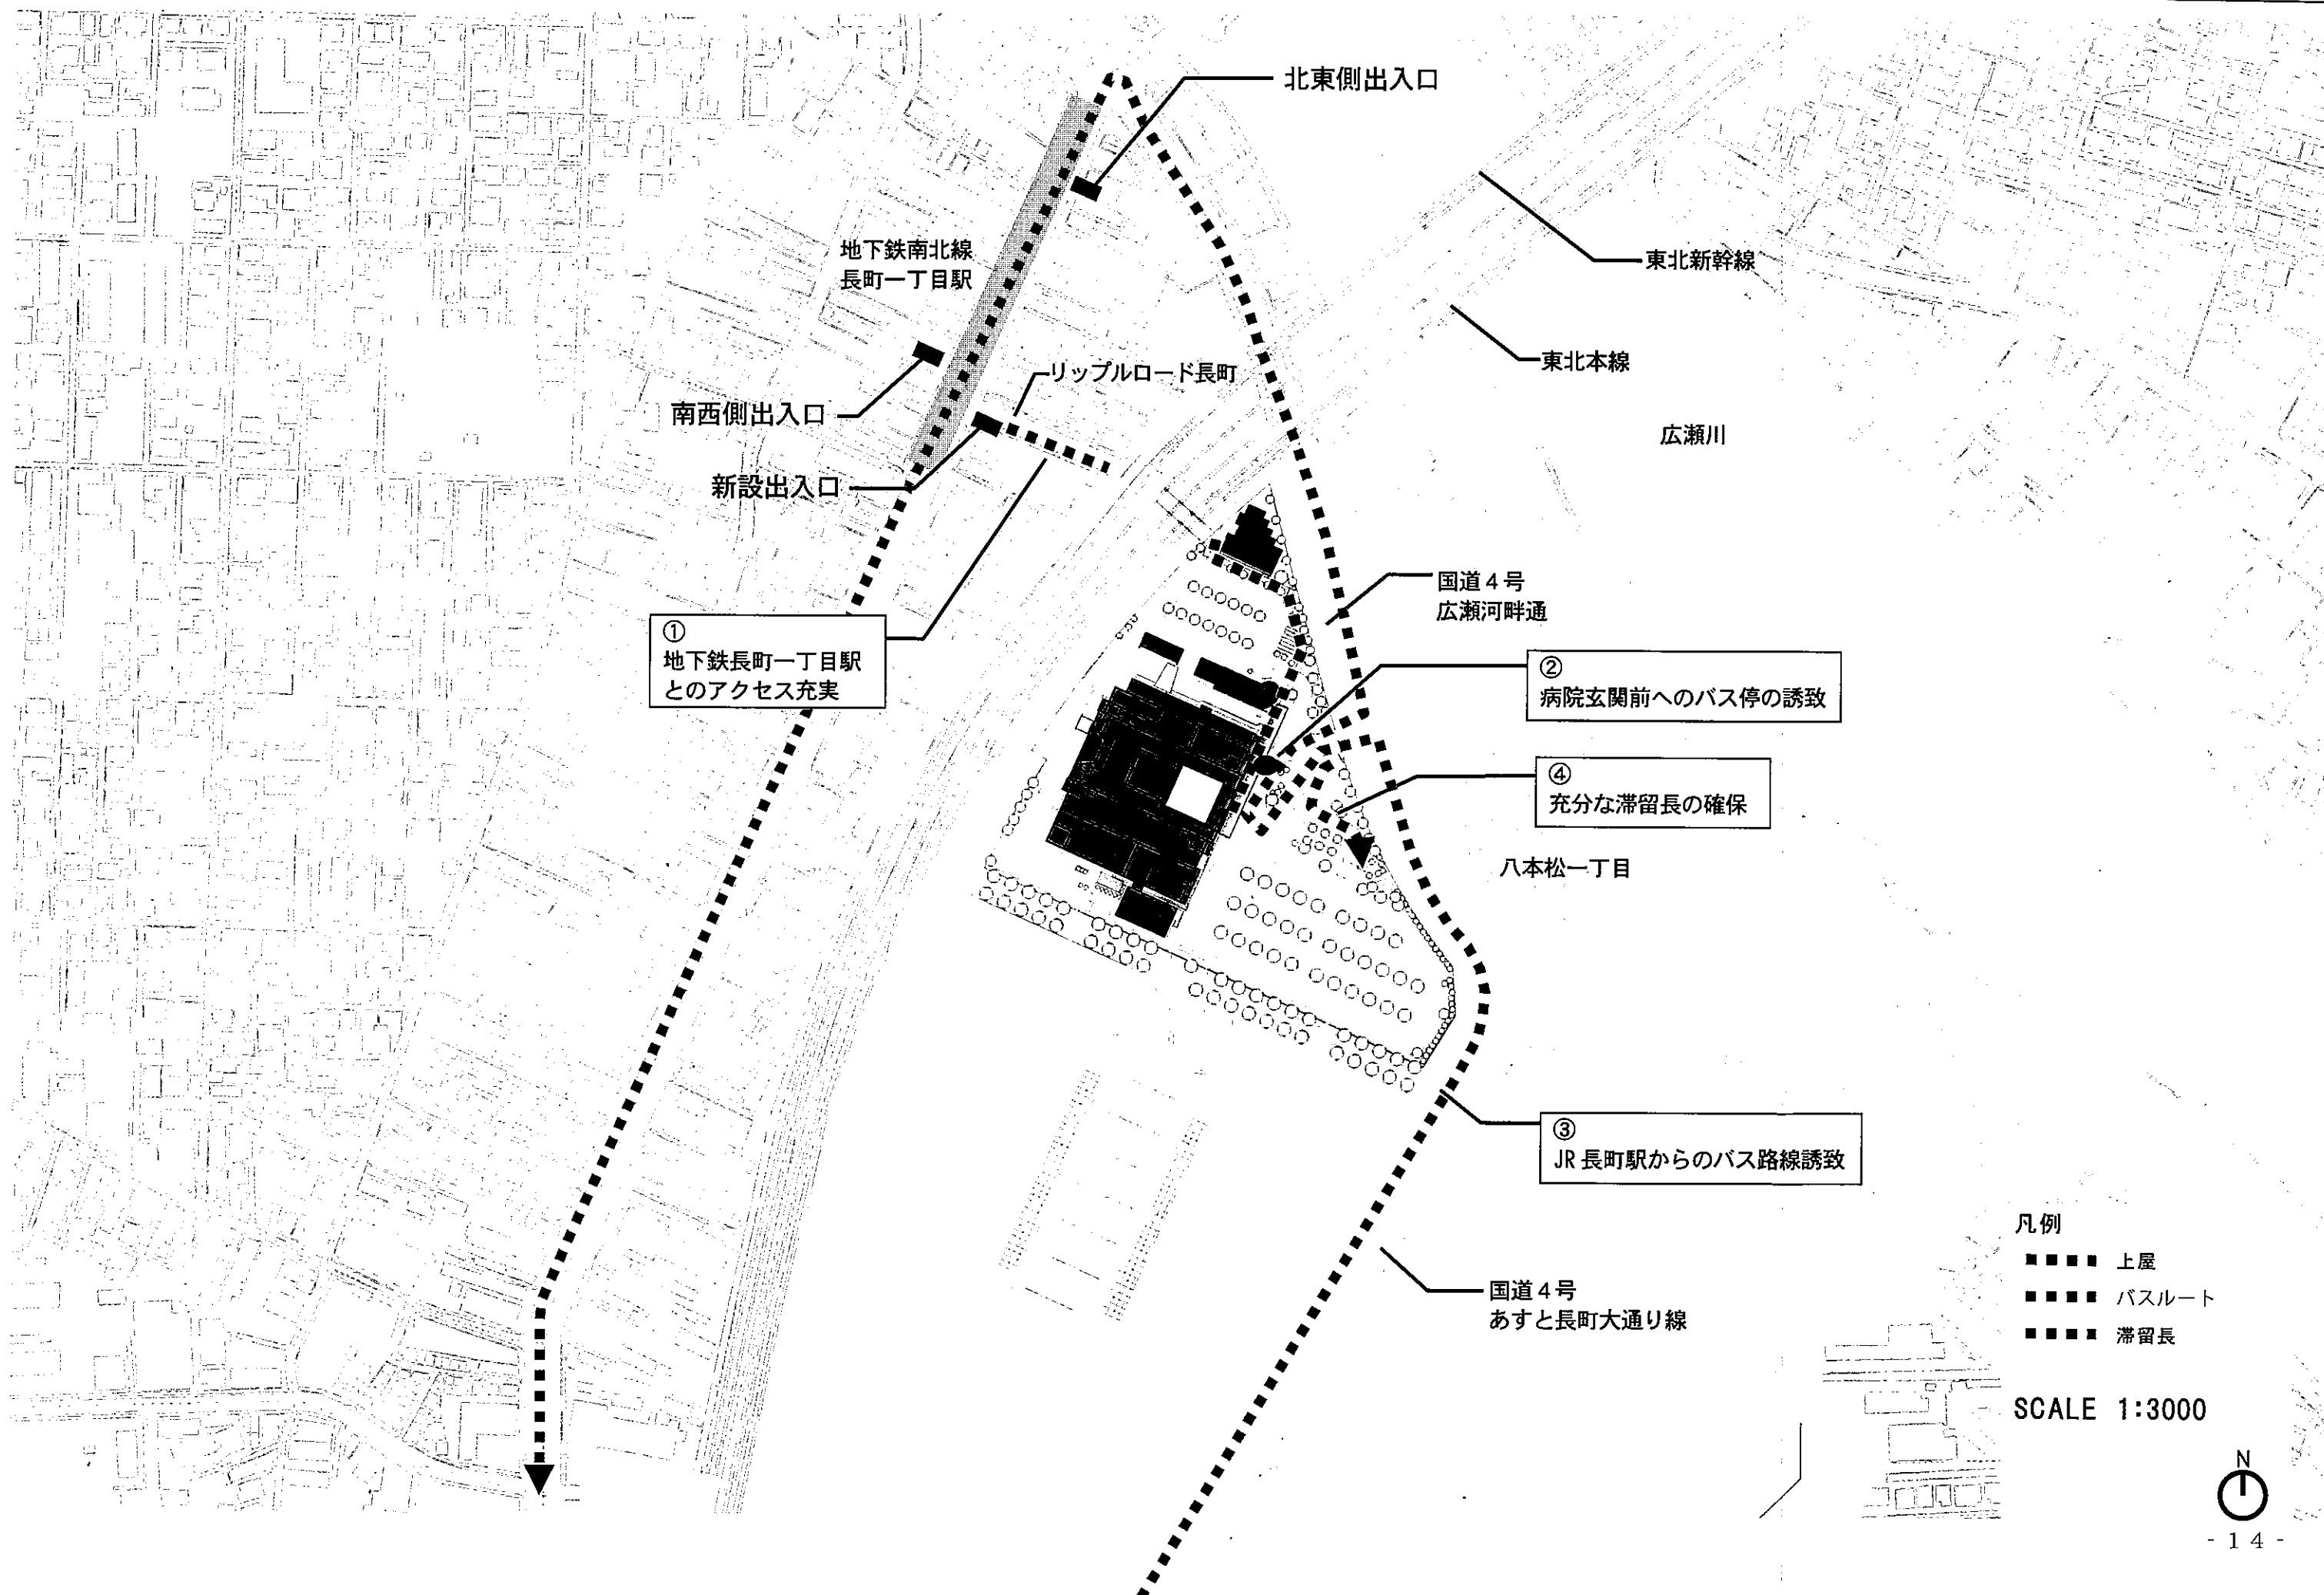 北東側出入口
地下鉄南北線
長町一丁目駅
東北新幹線
東北本線
リップルロード長町
南西側出入口
広瀬川
新設出入口
国道4号
広瀬河畔通
①
地下鉄長町一丁目駅
とのアクセス充実
②
病院玄関前へのバス停の誘致
④
充分な滞留長の確保
八本松一丁目
③
JR長町駅からのバス路線誘致
国道4号
あすと長町大通り線
凡例
上屋
バスルート
滞留長
SCALE 1:3000
N
- 14 -